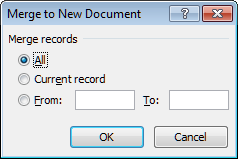 Merge to New Document
Merge records
All
Current record
From: To:
OK Cancel